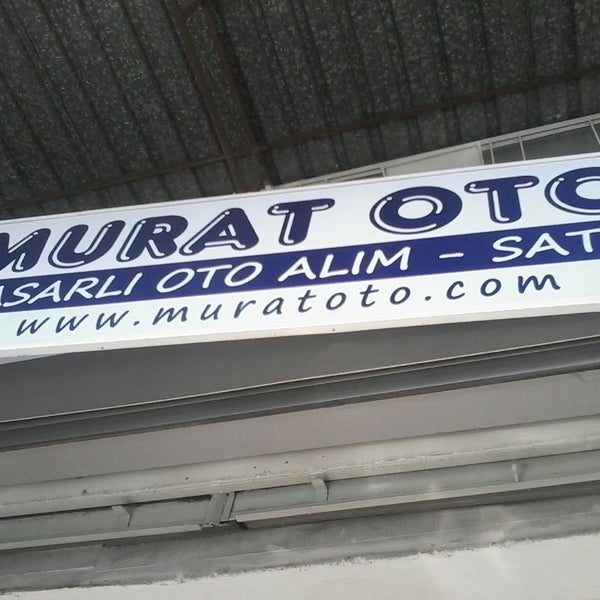 MURAT OTO
ASARLI OTO ALIM - SAT
www.muratoto.com